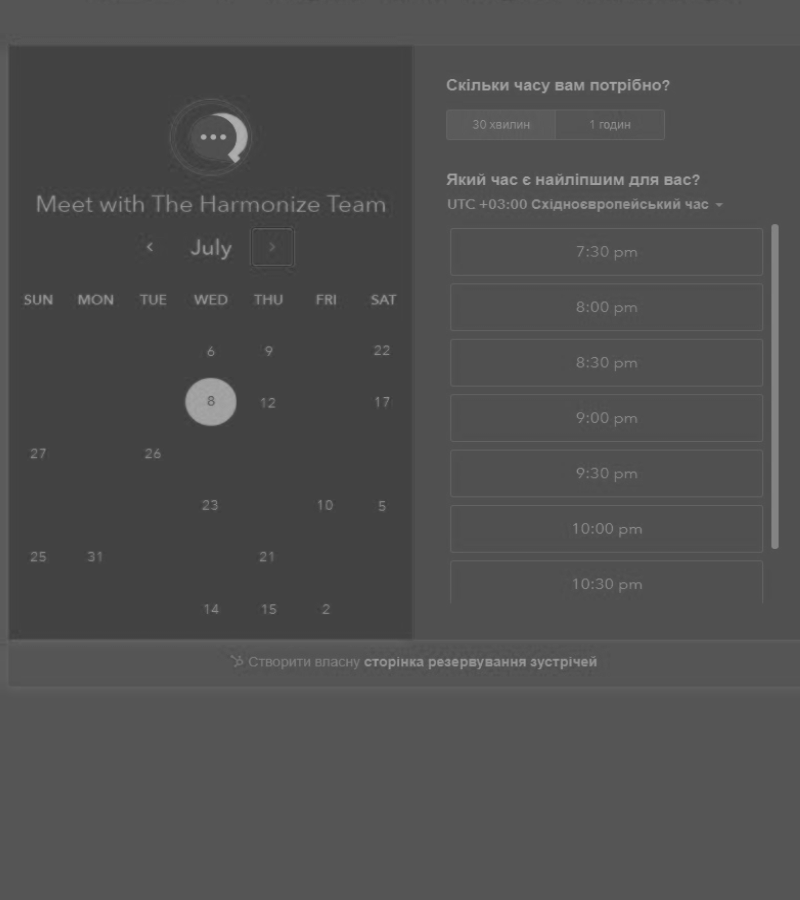 Meet with The Harmonize Team
July
SUN MON TUE WED THU FRI SAT
6 9 22
8 12 17
27 26
23 10 5
25 31 21
14 15 2
Скільки часу вам потрібно?
30 хвилин 1 годин
Який час є найліпшим для вас?
UTC +03:00 Східноєвропейський час
7:30 pm
8:00 pm
8:30 pm
9:00 pm
9:30 pm
10:00 pm
10:30 pm
Створити власну сторінка резервування зустрічей